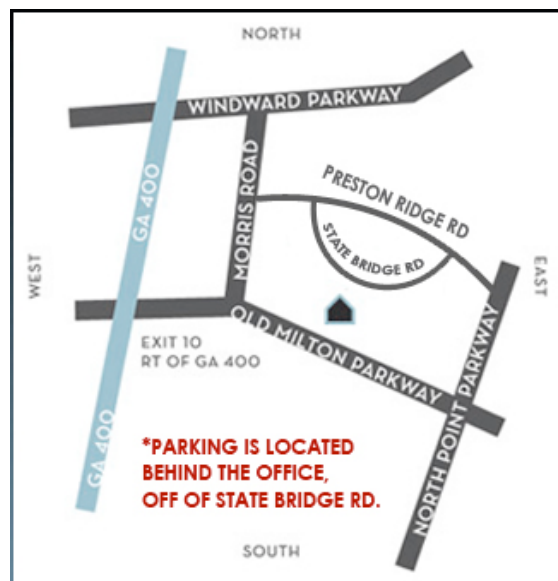 NORTH
WINDWARD PARKWAY
GA 400
MORRIS ROAD
PRESTON RIDGE RD
STATE BRIDGE RD
WEST
EAST
EXIT 10
RT OF GA 400
OLD MILTON PARKWAY
NORTH POINT PARKWAY
GA 400
*PARKING IS LOCATED
BEHIND THE OFFICE,
OFF OF STATE BRIDGE RD.
SOUTH